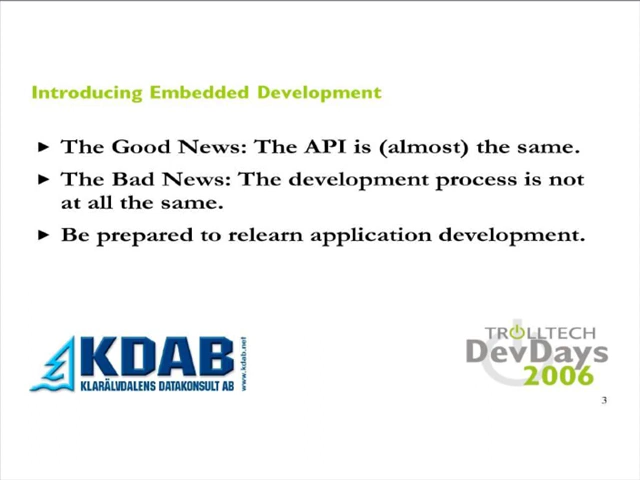 Introducing Embedded Development
► The Good News: The API is (almost) the same.
► The Bad News: The development process is not
at all the same.
► Be prepared to relearn application development.
KDAB
KLARÄLVDALENS DATAKONSULT AB
www.kdab.net
TROLLTECH
DevDays
2006
3